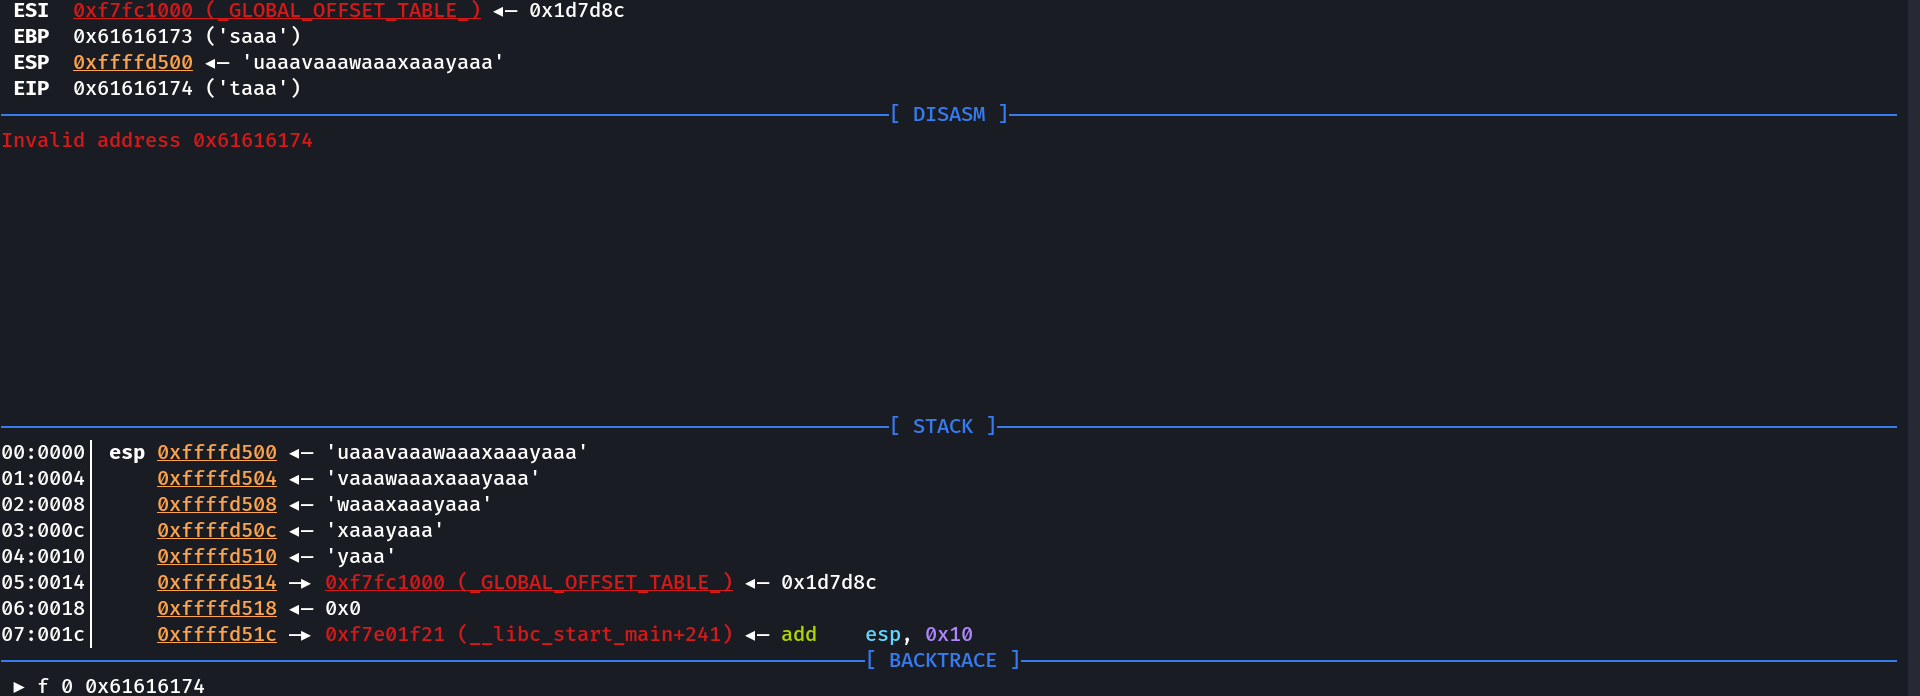 ESI  0xf7fc1000 (_GLOBAL_OFFSET_TABLE_) ◂— 0x1d7d8c
EBP  0x61616173 ('saaa')
ESP  0xffffd500 ◂— 'uaaavaaawaaaxaaayaaa'
EIP  0x61616174 ('taaa')
[ DISASM ]
Invalid address 0x61616174
[ STACK ]
00:0000│ esp 0xffffd500 ◂— 'uaaavaaawaaaxaaayaaa'
01:0004│     0xffffd504 ◂— 'vaaawaaaxaaayaaa'
02:0008│     0xffffd508 ◂— 'waaaxaaayaaa'
03:000c│     0xffffd50c ◂— 'xaaayaaa'
04:0010│     0xffffd510 ◂— 'yaaa'
05:0014│     0xffffd514 —▸ 0xf7fc1000 (_GLOBAL_OFFSET_TABLE_) ◂— 0x1d7d8c
06:0018│     0xffffd518 ◂— 0x0
07:001c│     0xffffd51c —▸ 0xf7e01f21 (__libc_start_main+241) ◂— add    esp, 0x10
[ BACKTRACE ]
► f 0 0x61616174